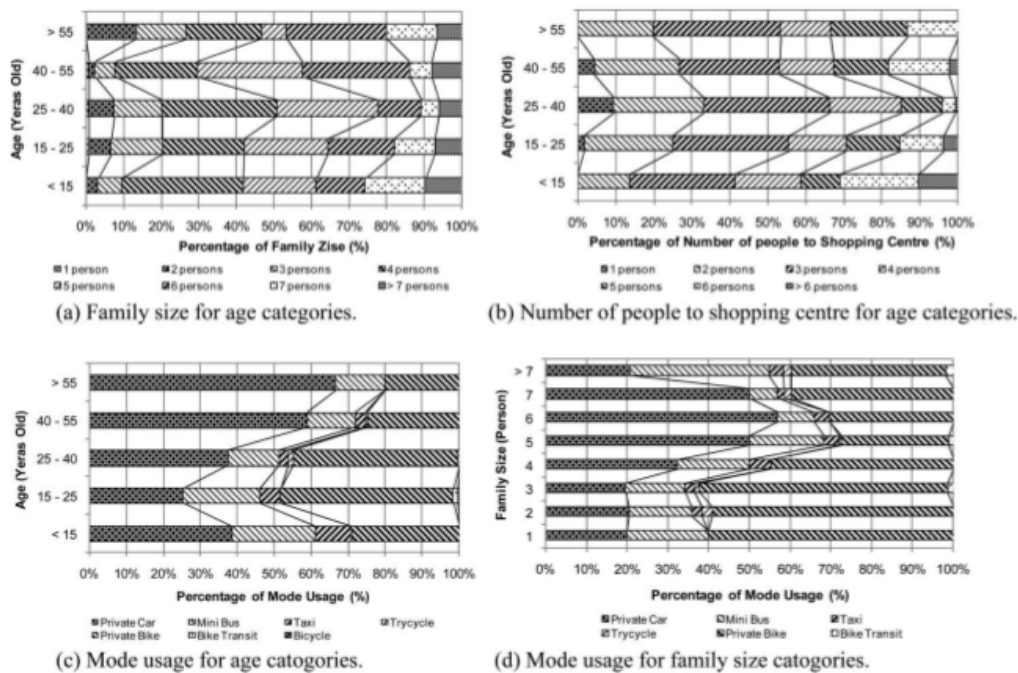 > 55
40 - 55
25 - 40
15 - 25
< 15
Age (Yeras Old)
0% 10% 20% 30% 40% 50% 60% 70% 80% 90% 100%
Percentage of Family Zise (%)
1 person 2 persons 3 persons 4 persons
5 persons 6 persons 7 persons > 7 persons
(a) Family size for age categories.
> 55
40 - 55
25 - 40
15 - 25
< 15
Age (Yeras Old)
0% 10% 20% 30% 40% 50% 60% 70% 80% 90% 100%
Percentage of Number of people to Shopping Centre (%)
1 person 2 persons 3 persons 4 persons
5 persons 6 persons > 6 persons
(b) Number of people to shopping centre for age categories.
> 55
40 - 55
25 - 40
15 - 25
< 15
Age (Yeras Old)
0% 10% 20% 30% 40% 50% 60% 70% 80% 90% 100%
Percentage of Mode Usage (%)
Private Car Mini Bus Taxi Trycycle
Private Bike Bike Transit Bicycle
(c) Mode usage for age catogories.
> 7
7
6
5
4
3
2
1
Family Size (Person)
0% 10% 20% 30% 40% 50% 60% 70% 80% 90% 100%
Percentage of Mode Usage (%)
Private Car Mini Bus Taxi
Trycycle Private Bike Bike Transit
(d) Mode usage for family size catogories.